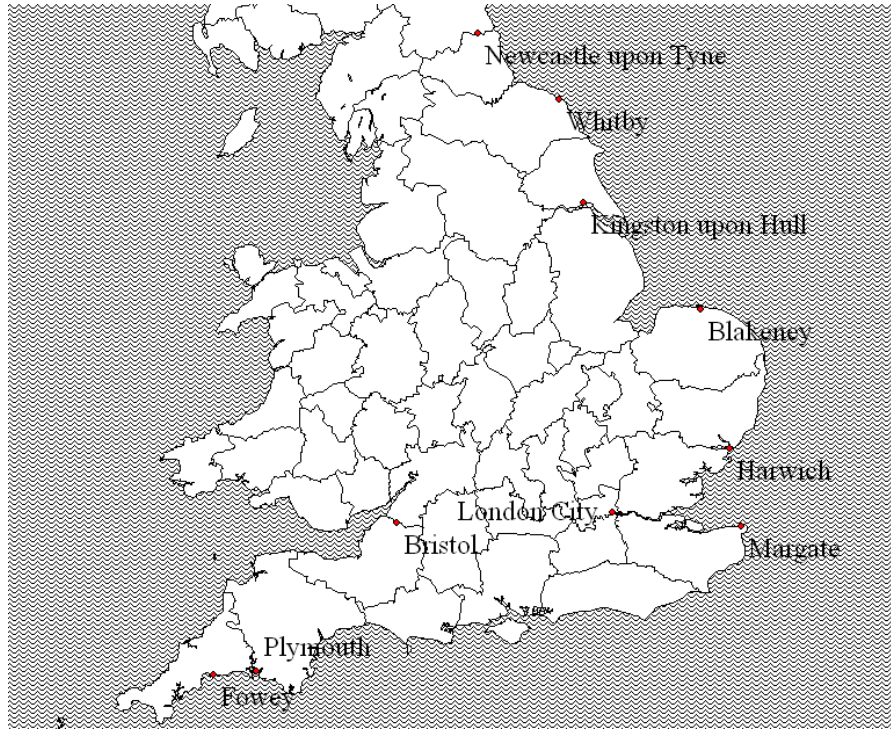 Newcastle upon Tyne
Whitby
Kingston upon Hull
Blakeney
Harwich
London City
Bristol
Margate
Plymouth
Fowey